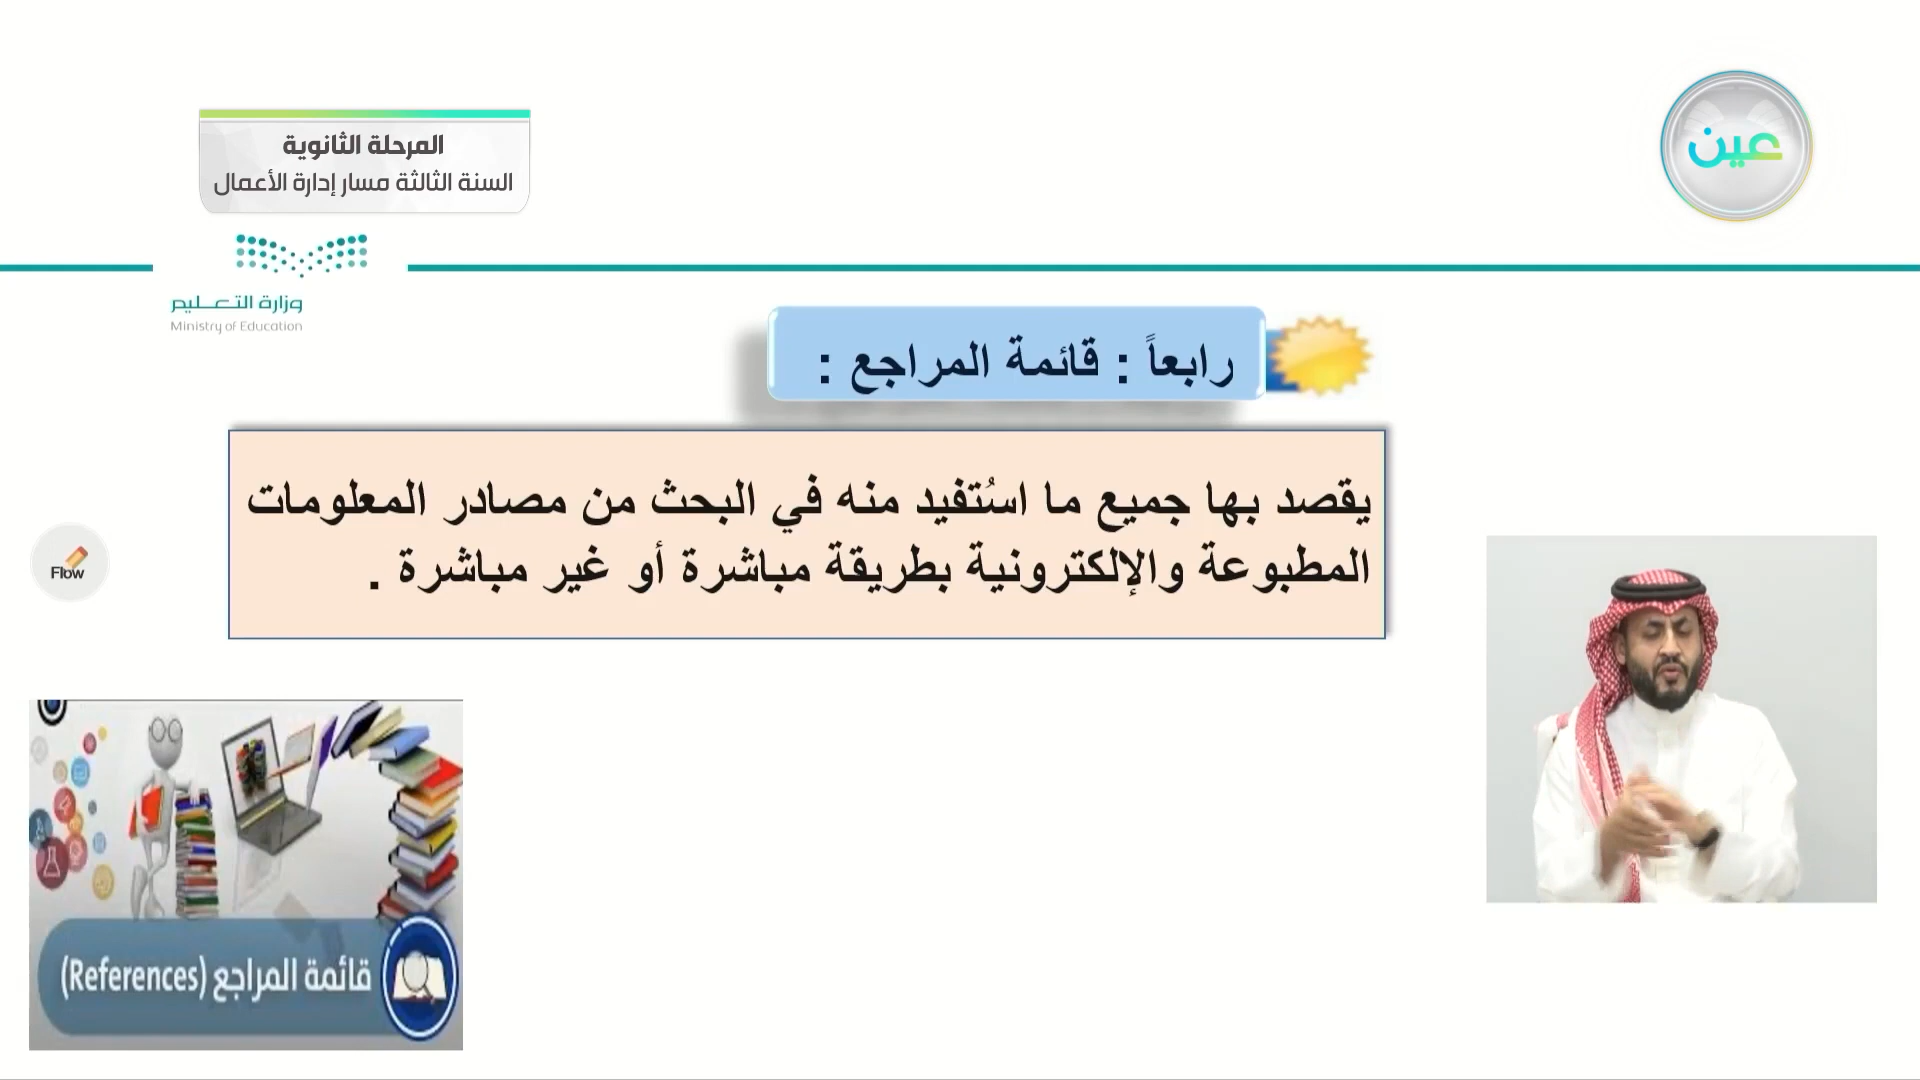 المرحلة الثانوية
السنة الثالثة مسار إدارة الأعمال
عين
وزارة التعليم
Ministry of Education
رابعاً : قائمة المراجع :
يقصد بها جميع ما استُفيد منه في البحث من مصادر المعلومات
المطبوعة والإلكترونية بطريقة مباشرة أو غير مباشرة .
Flow
قائمة المراجع (References)